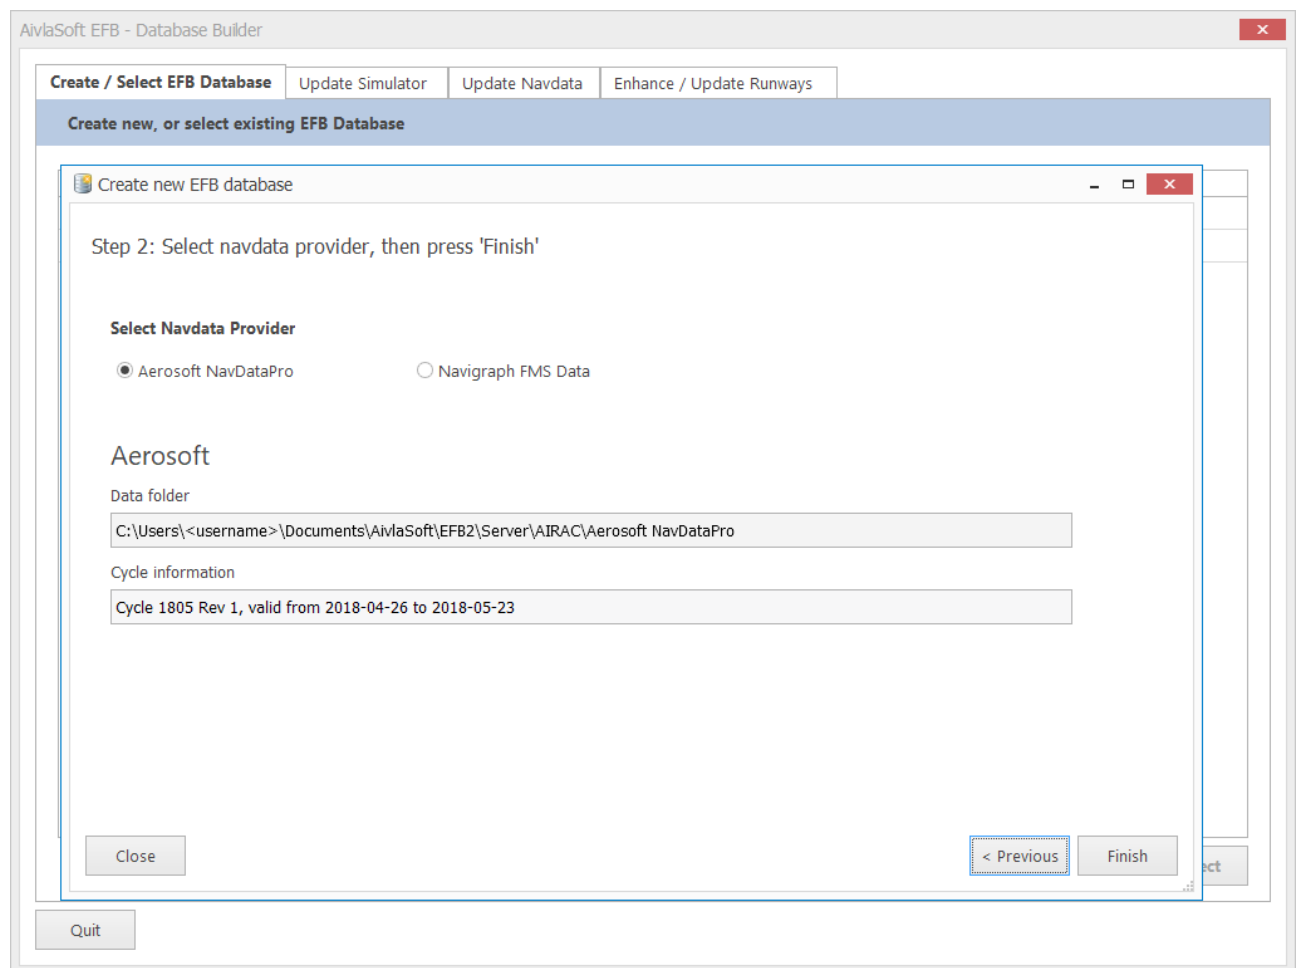 AivlaSoft EFB - Database Builder
Create / Select EFB Database
Update Simulator
Update Navdata
Enhance / Update Runways
Create new, or select existing EFB Database
Create new EFB database
Step 2: Select navdata provider, then press 'Finish'
Select Navdata Provider
Aerosoft NavDataPro
Navigraph FMS Data
Aerosoft
Data folder
C:\Users\<username>\Documents\AivlaSoft\EFB2\Server\AIRAC\Aerosoft NavDataPro
Cycle information
Cycle 1805 Rev 1, valid from 2018-04-26 to 2018-05-23
Close
< Previous
Finish
Quit